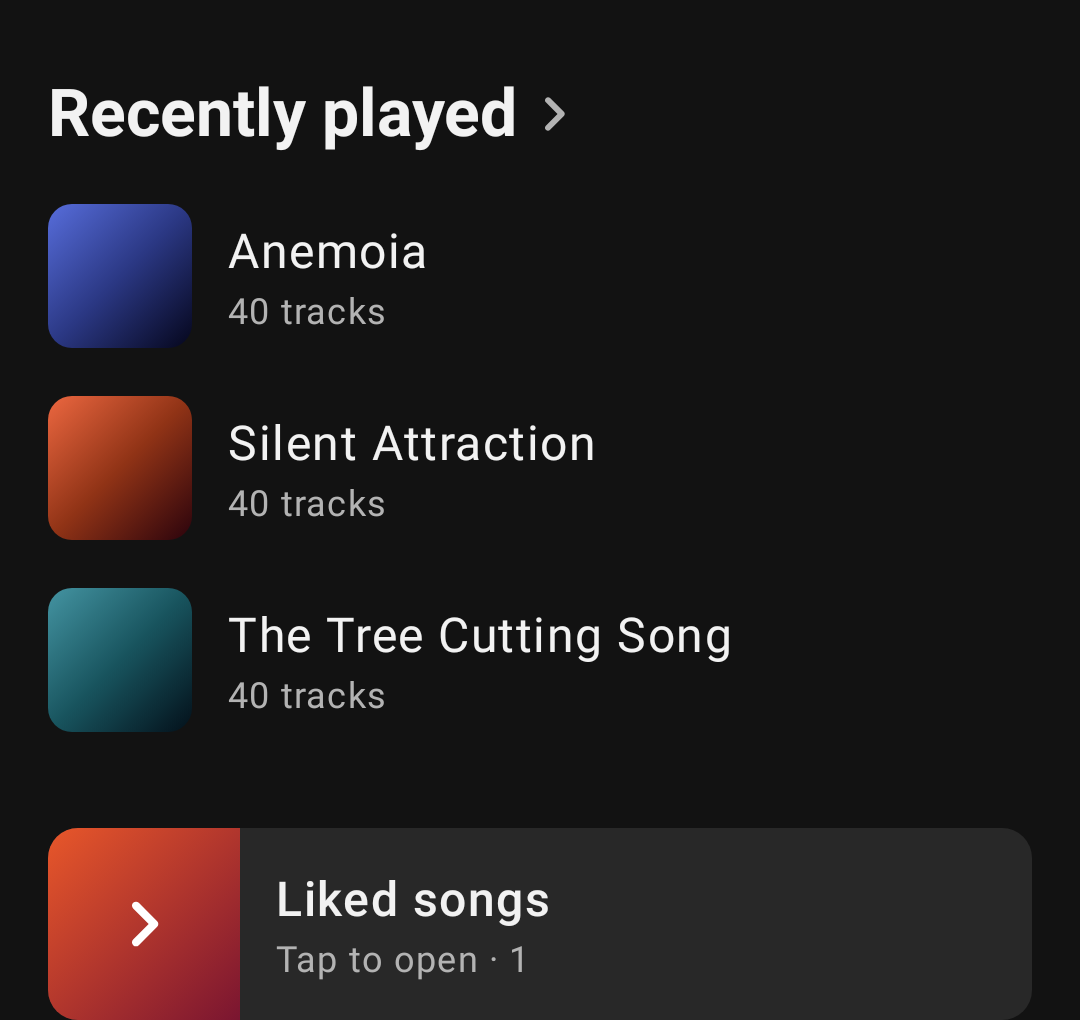 Recently played
Anemoia
40 tracks
Silent Attraction
40 tracks
The Tree Cutting Song
40 tracks
Liked songs
Tap to open · 1